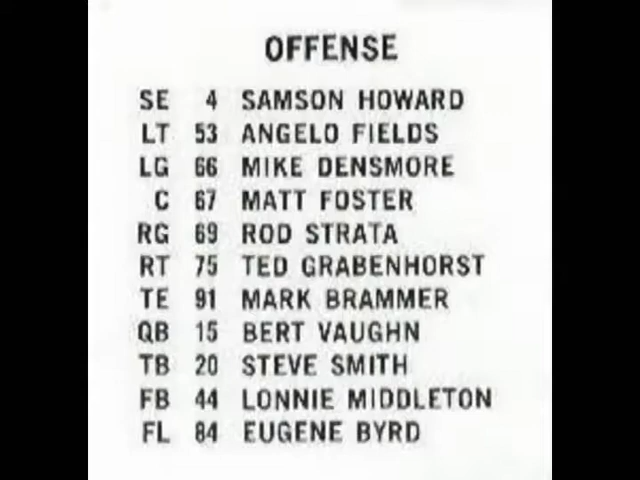 OFFENSE
SE 4 SAMSON HOWARD
LT 53 ANGELO FIELDS
LG 66 MIKE DENSMORE
C 67 MATT FOSTER
RG 69 ROD STRATA
RT 75 TED GRABENHORST
TE 91 MARK BRAMMER
QB 15 BERT VAUGHN
TB 20 STEVE SMITH
FB 44 LONNIE MIDDLETON
FL 84 EUGENE BYRD